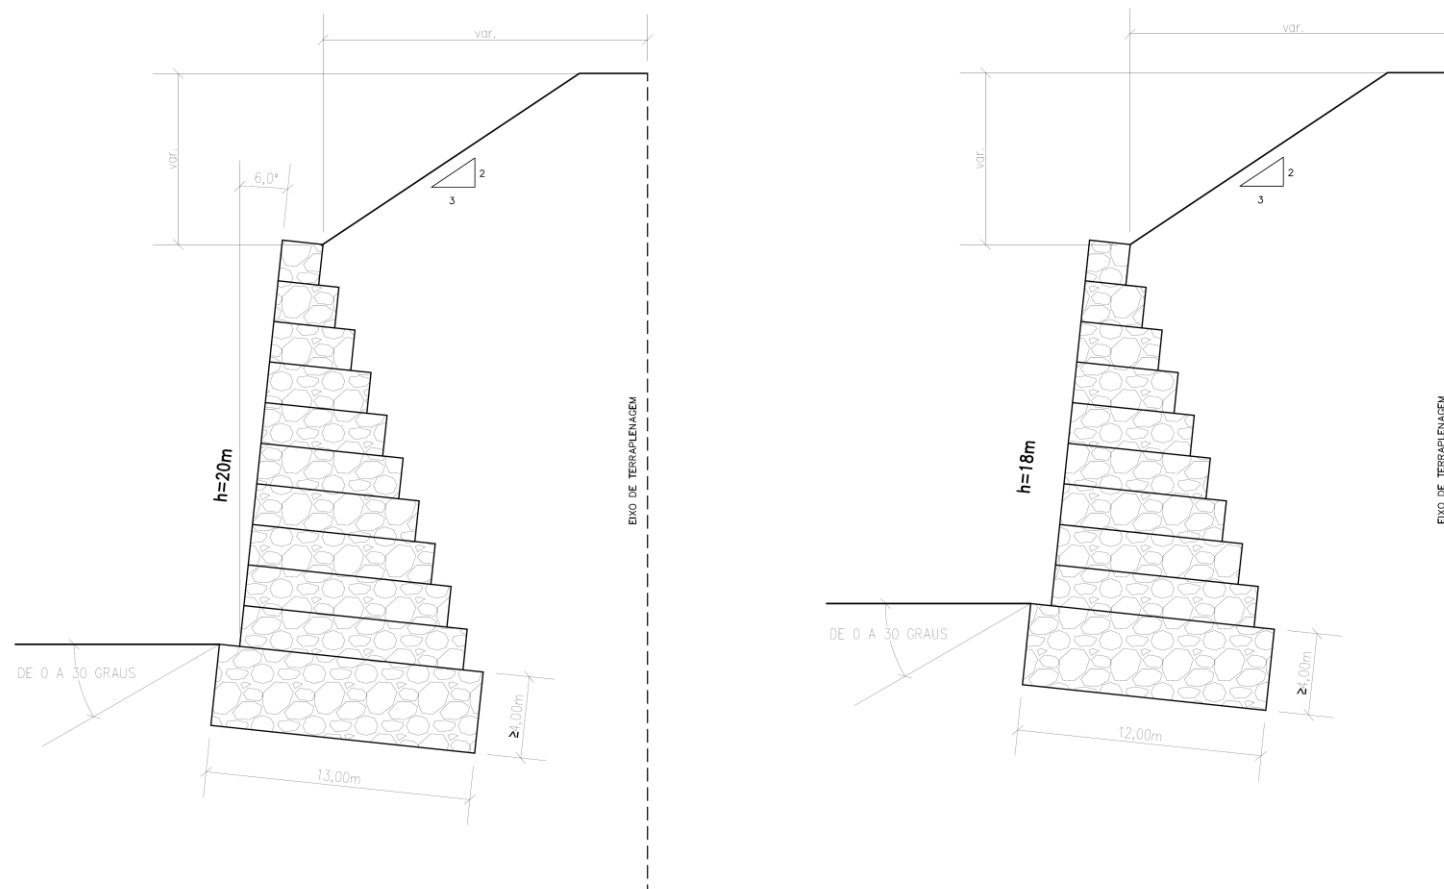 var.
var.
6,0°
2
3
h=20m
EIXO DE TERRAPLENAGEM
DE 0 A 30 GRAUS
≥4,00m
13,00m
var.
var.
2
3
h=18m
EIXO DE TERRAPLENAGEM
DE 0 A 30 GRAUS
≥4,00m
12,00m